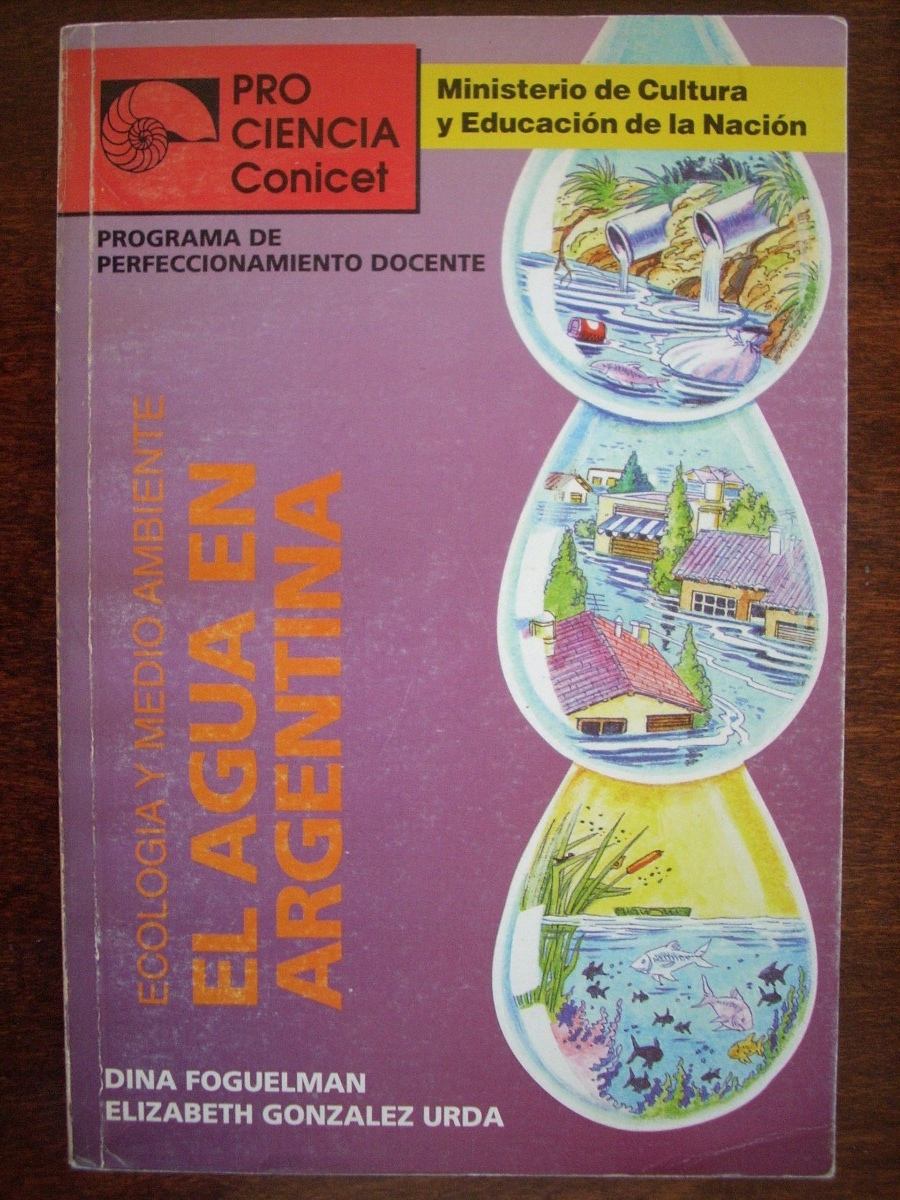 PRO
CIENCIA
Conicet
Ministerio de Cultura
y Educación de la Nación
PROGRAMA DE
PERFECCIONAMIENTO DOCENTE
ECOLOGIA Y MEDIO AMBIENTE
EL AGUA EN
ARGENTINA
DINA FOGUELMAN
ELIZABETH GONZALEZ URDA